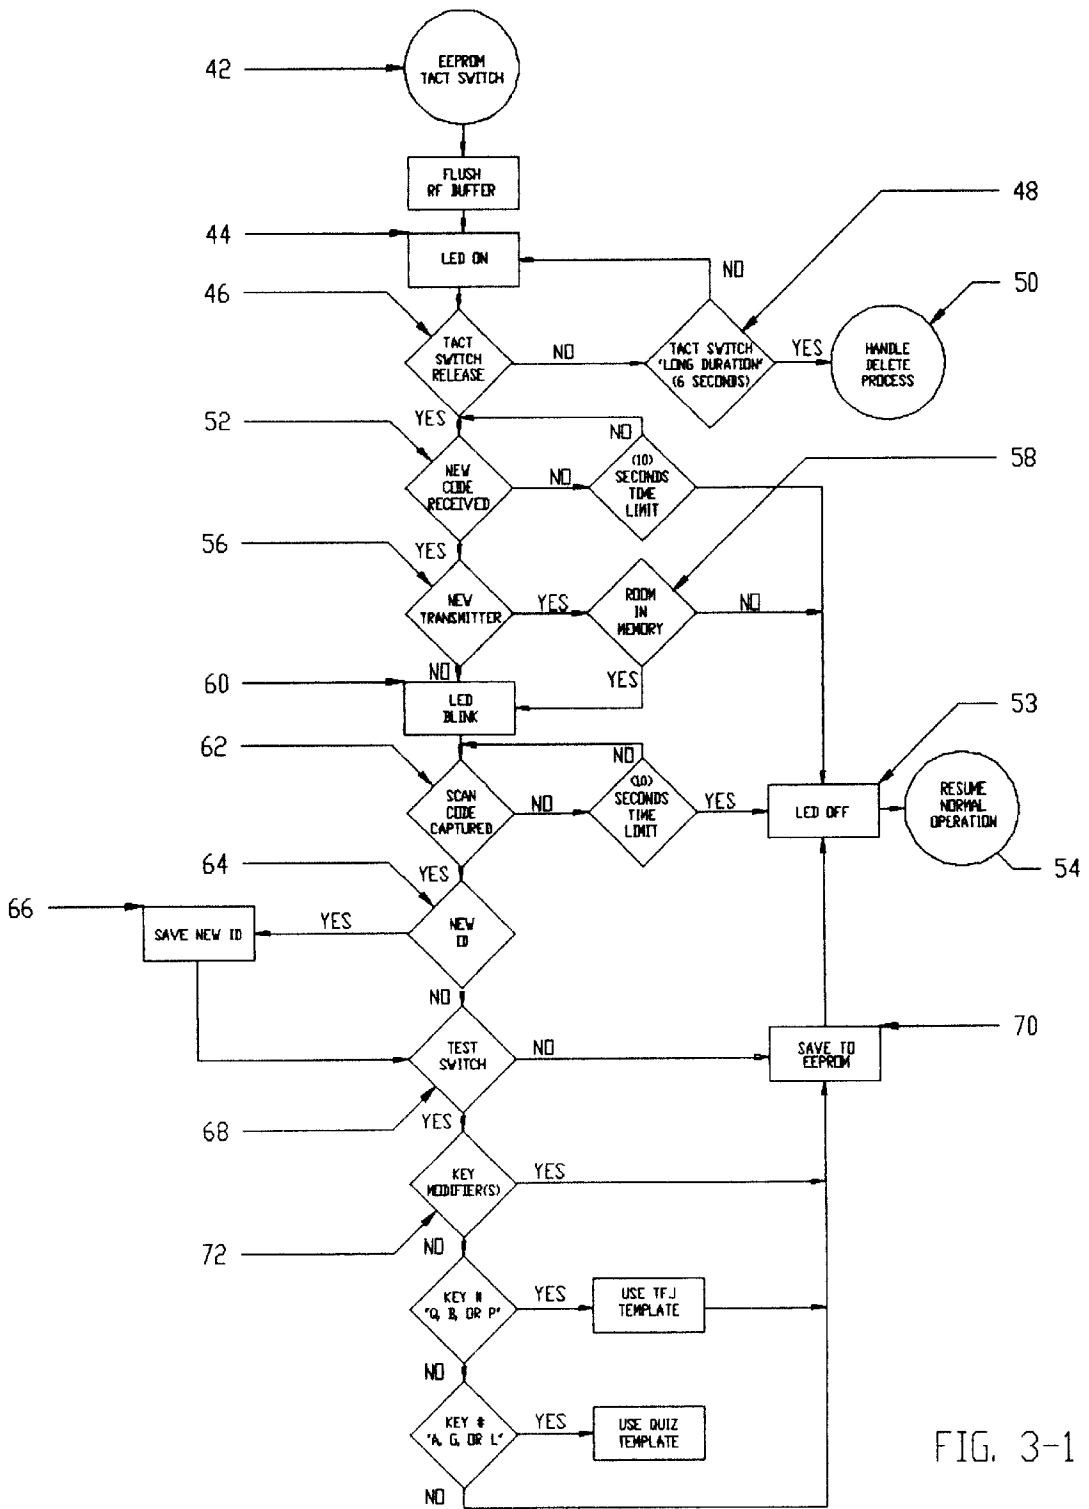 42
EEPROM
TACT SWITCH
FLUSH
RF BUFFER
48
44
LED ON
NO
46
50
TACT
SWITCH
RELEASE
NO
TACT SWITCH
"LONG DURATION"
(6 SECONDS)
YES
HANDLE
DELETE
PROCESS
YES
52
NO
NEW
CODE
RECEIVED
NO
(10)
SECONDS
TIME
LIMIT
58
YES
56
NEW
TRANSMITTER
YES
ROOM
IN
MEMORY
NO
NO
YES
60
LED
BLINK
53
62
NO
SCAN
CODE
CAPTURED
NO
(10)
SECONDS
TIME
LIMIT
YES
LED OFF
RESUME
NORMAL
OPERATION
YES
64
54
66
SAVE NEW ID
YES
NEW
ID
NO
70
TEST
SWITCH
NO
SAVE TO
EEPROM
68
YES
KEY
MODIFIER(S)
YES
72
NO
KEY #
"Q, B, OR P"
YES
USE TFJ
TEMPLATE
NO
KEY #
"A, G, OR L"
YES
USE QUIZ
TEMPLATE
NO
FIG. 3-1